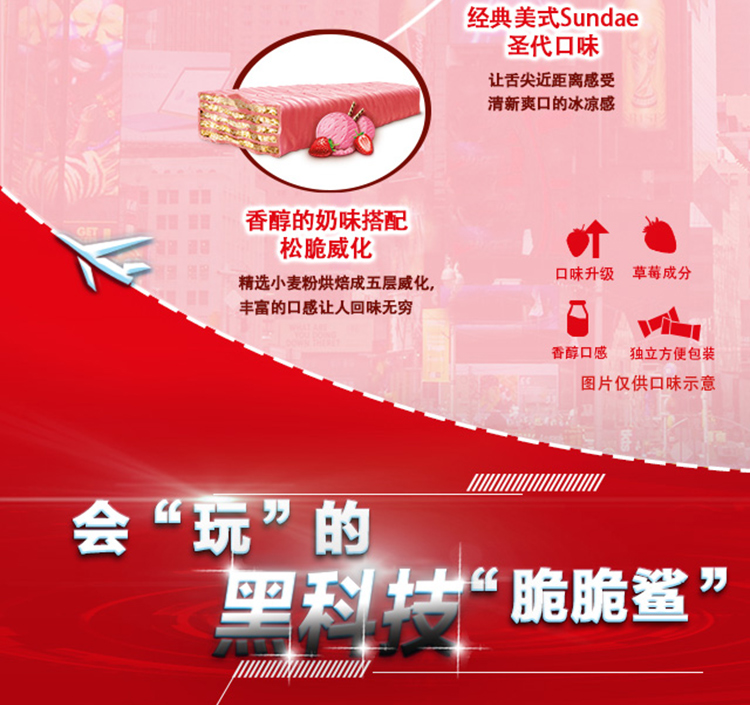 经典美式Sundae
圣代口味
让舌尖近距离感受
清新爽口的冰凉感
香醇的奶味搭配
松脆威化
精选小麦粉烘焙成五层威化，
丰富的口感让人回味无穷
口味升级
草莓成分
香醇口感
独立方便包装
图片仅供口味示意
会“玩”的
黑科技“脆脆鲨”